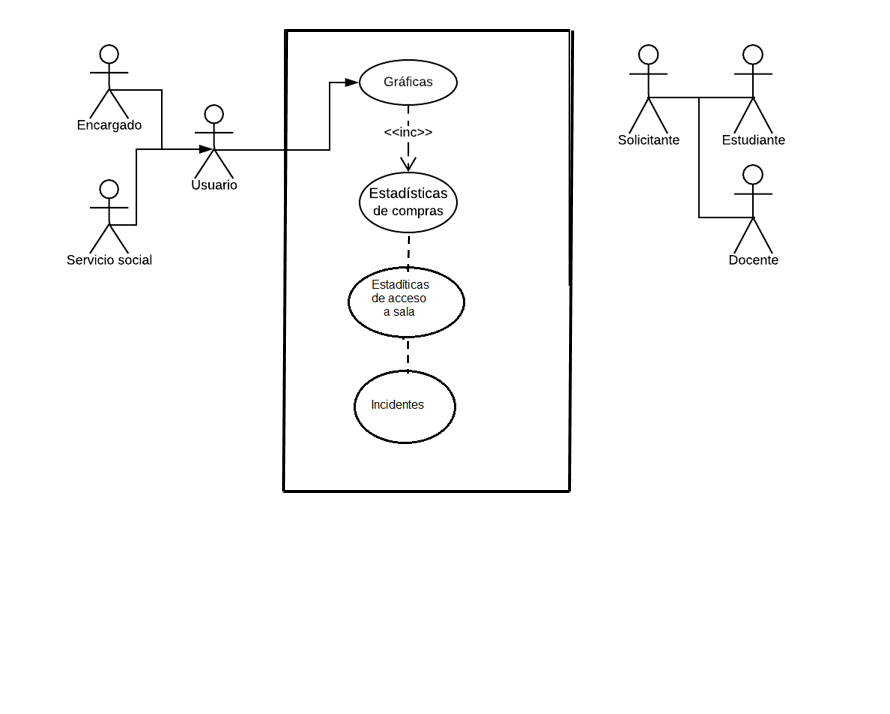 Encargado
Servicio social
Usuario
Gráficas
<<inc>>
Estadísticas
de compras
Estadíticas
de acceso
a sala
Incidentes
Solicitante
Estudiante
Docente